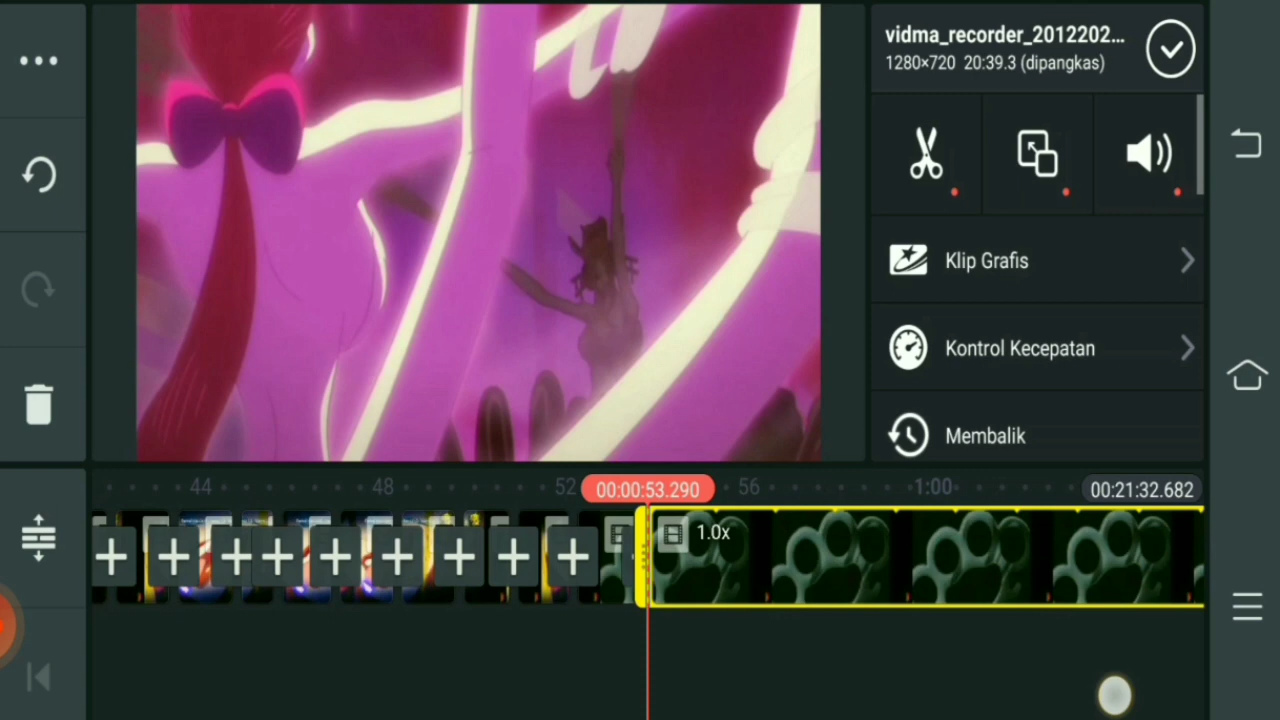 vidma_recorder_2012202...
1280×720 20:39.3 (dipangkas)
Klip Grafis
Kontrol Kecepatan
Membalik
44
48
52
00:00:53.290
56
1:00
00:21:32.682
1.0x